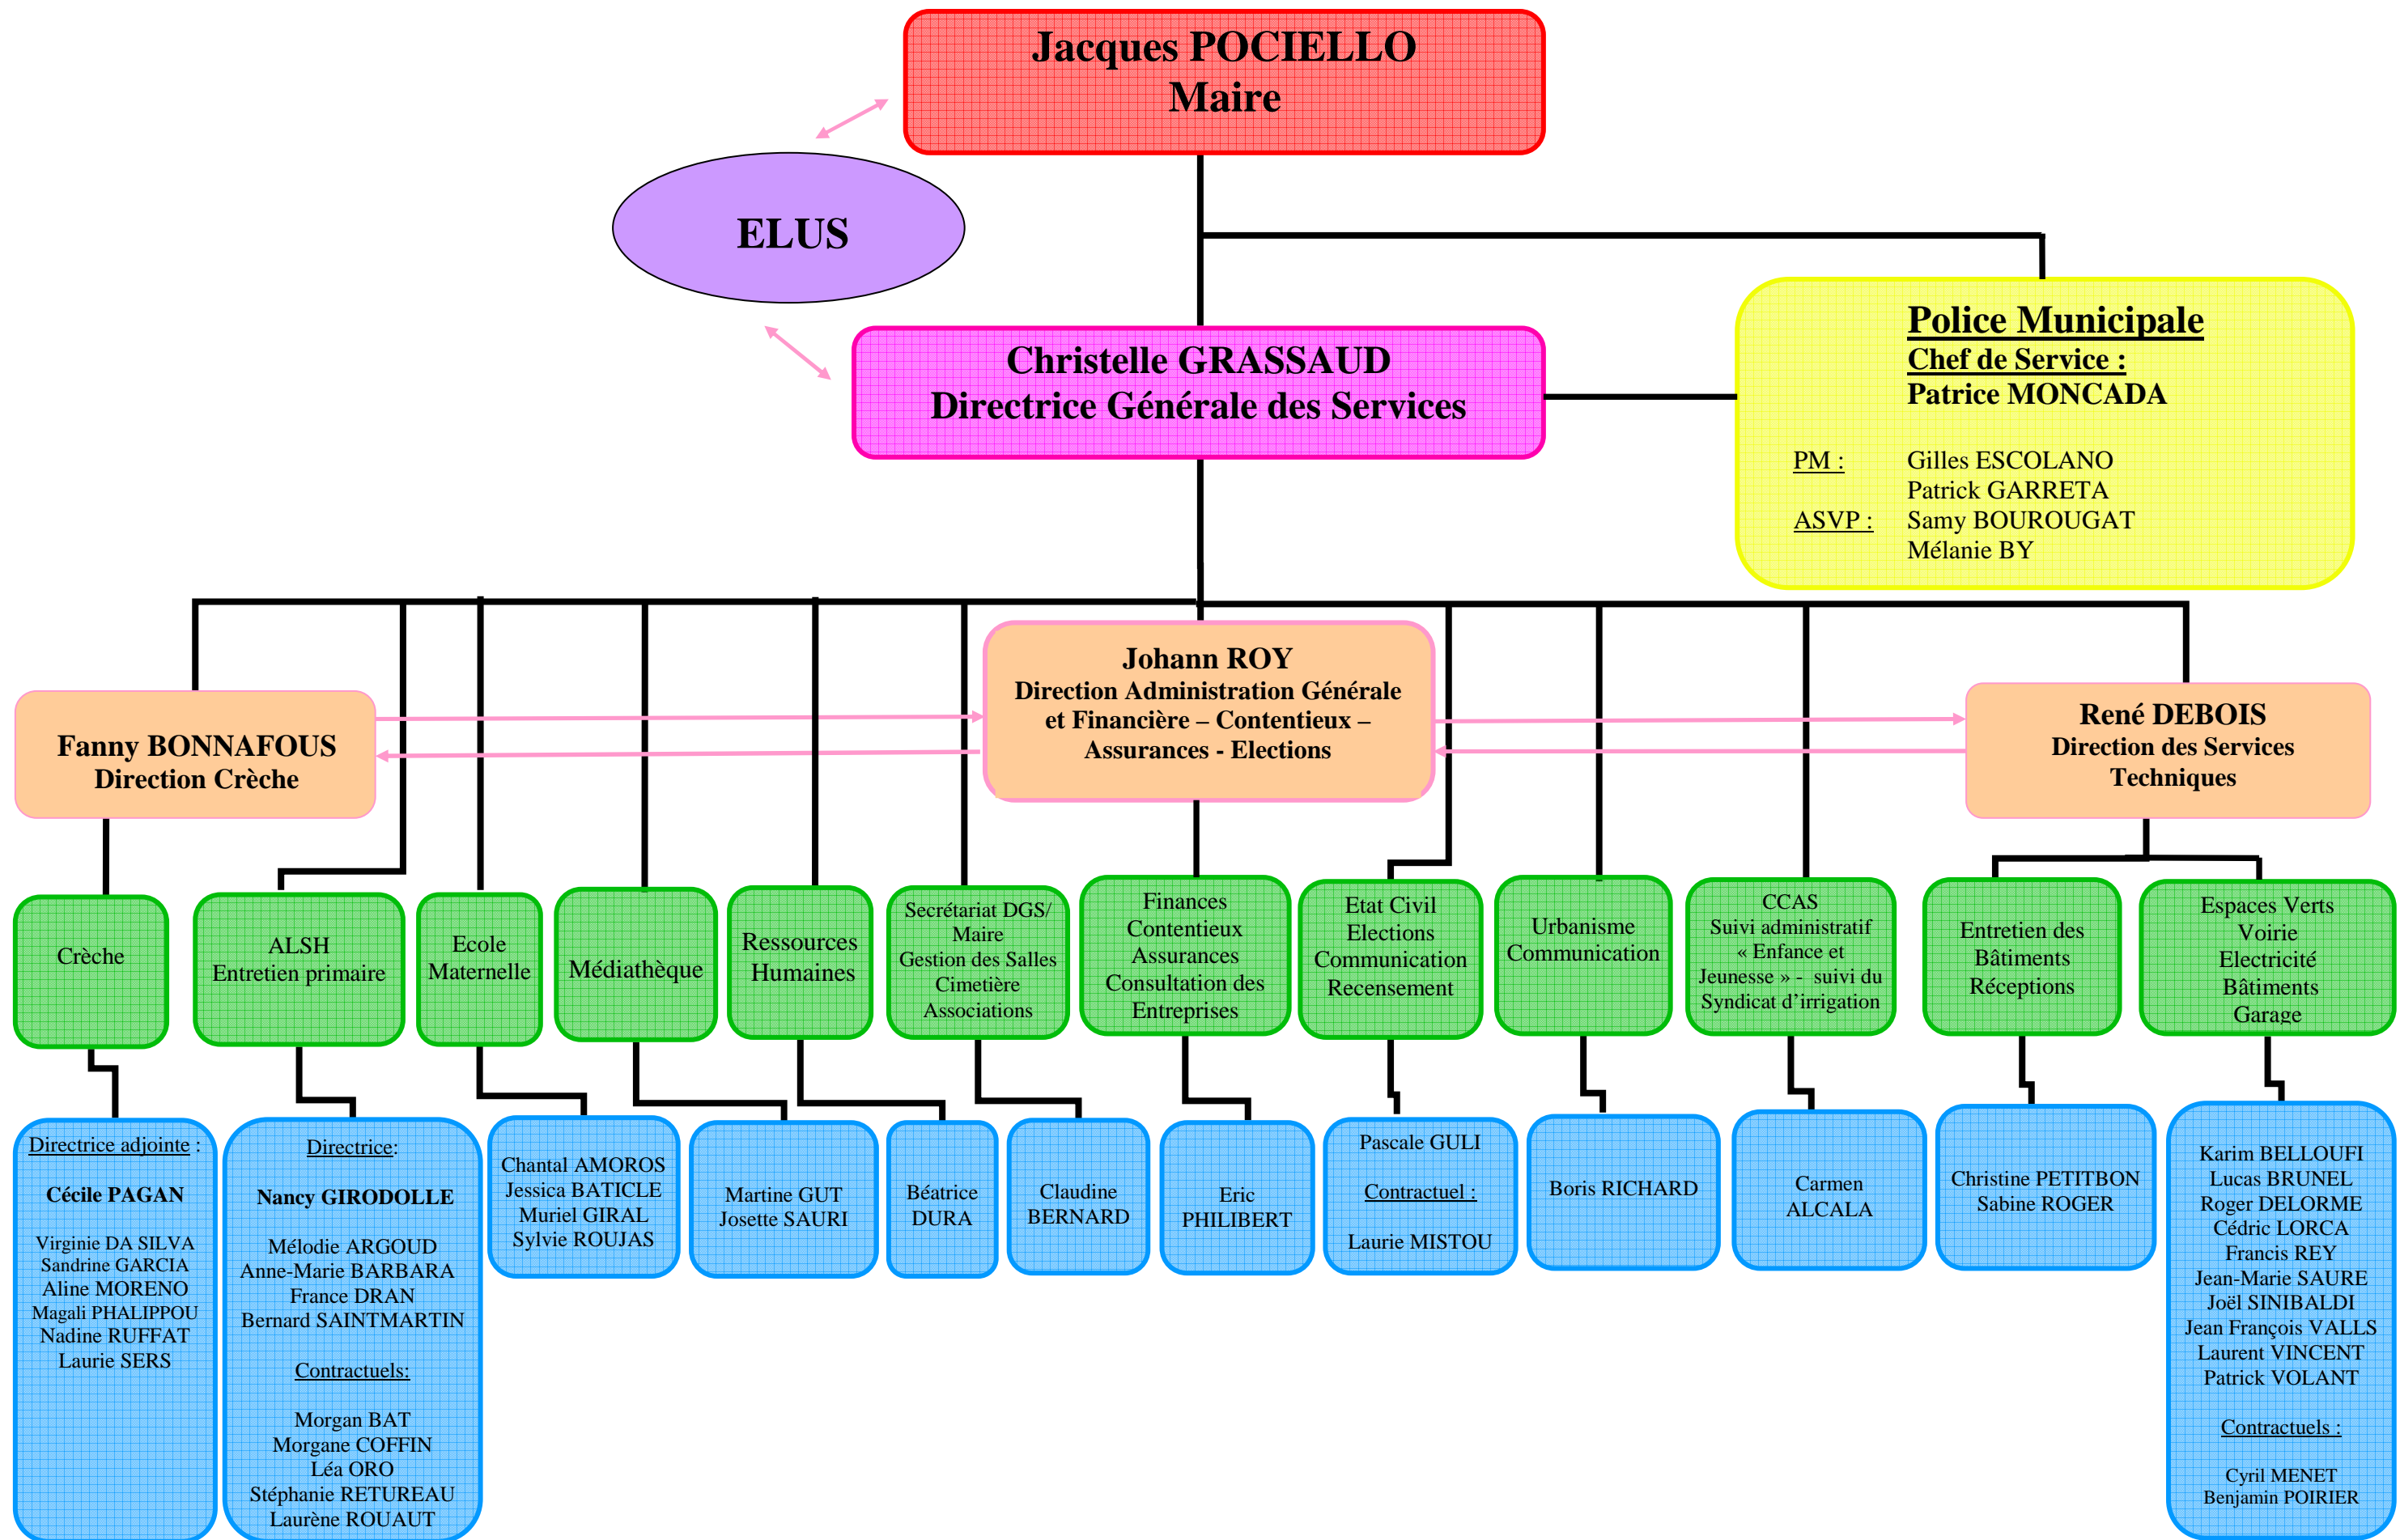 Jacques POCIELLO
Maire
ELUS
Christelle GRASSAUD
Directrice Générale des Services
Police Municipale
Chef de Service :
Patrice MONCADA
PM : Gilles ESCOLANO
Patrick GARRETA
ASVP : Samy BOUROUGAT
Mélanie BY
Fanny BONNAFOUS
Direction Crèche
Johann ROY
Direction Administration Générale
et Financière – Contentieux –
Assurances - Elections
René DEBOIS
Direction des Services
Techniques
Crèche
ALSH
Entretien primaire
Ecole
Maternelle
Médiathèque
Ressources
Humaines
Secrétariat DGS/
Maire
Gestion des Salles
Cimetière
Associations
Finances
Contentieux
Assurances
Consultation des
Entreprises
Etat Civil
Elections
Communication
Recensement
Urbanisme
Communication
CCAS
Suivi administratif
« Enfance et
Jeunesse » - suivi du
Syndicat d’irrigation
Entretien des
Bâtiments
Réceptions
Espaces Verts
Voirie
Electricité
Bâtiments
Garage
Directrice adjointe :
Cécile PAGAN
Virginie DA SILVA
Sandrine GARCIA
Aline MORENO
Magali PHALIPPOU
Nadine RUFFAT
Laurie SERS
Directrice:
Nancy GIRODOLLE
Mélodie ARGOUD
Anne-Marie BARBARA
France DRAN
Bernard SAINTMARTIN
Contractuels:
Morgan BAT
Morgane COFFIN
Léa ORO
Stéphanie RETUREAU
Laurène ROUAUT
Chantal AMOROS
Jessica BATICLE
Muriel GIRAL
Sylvie ROUJAS
Martine GUT
Josette SAURI
Béatrice
DURA
Claudine
BERNARD
Eric
PHILIBERT
Pascale GULI
Contractuel :
Laurie MISTOU
Boris RICHARD
Carmen
ALCALA
Christine PETITBON
Sabine ROGER
Karim BELLOUFI
Lucas BRUNEL
Roger DELORME
Cédric LORCA
Francis REY
Jean-Marie SAURE
Joël SINIBALDI
Jean François VALLS
Laurent VINCENT
Patrick VOLANT
Contractuels :
Cyril MENET
Benjamin POIRIER